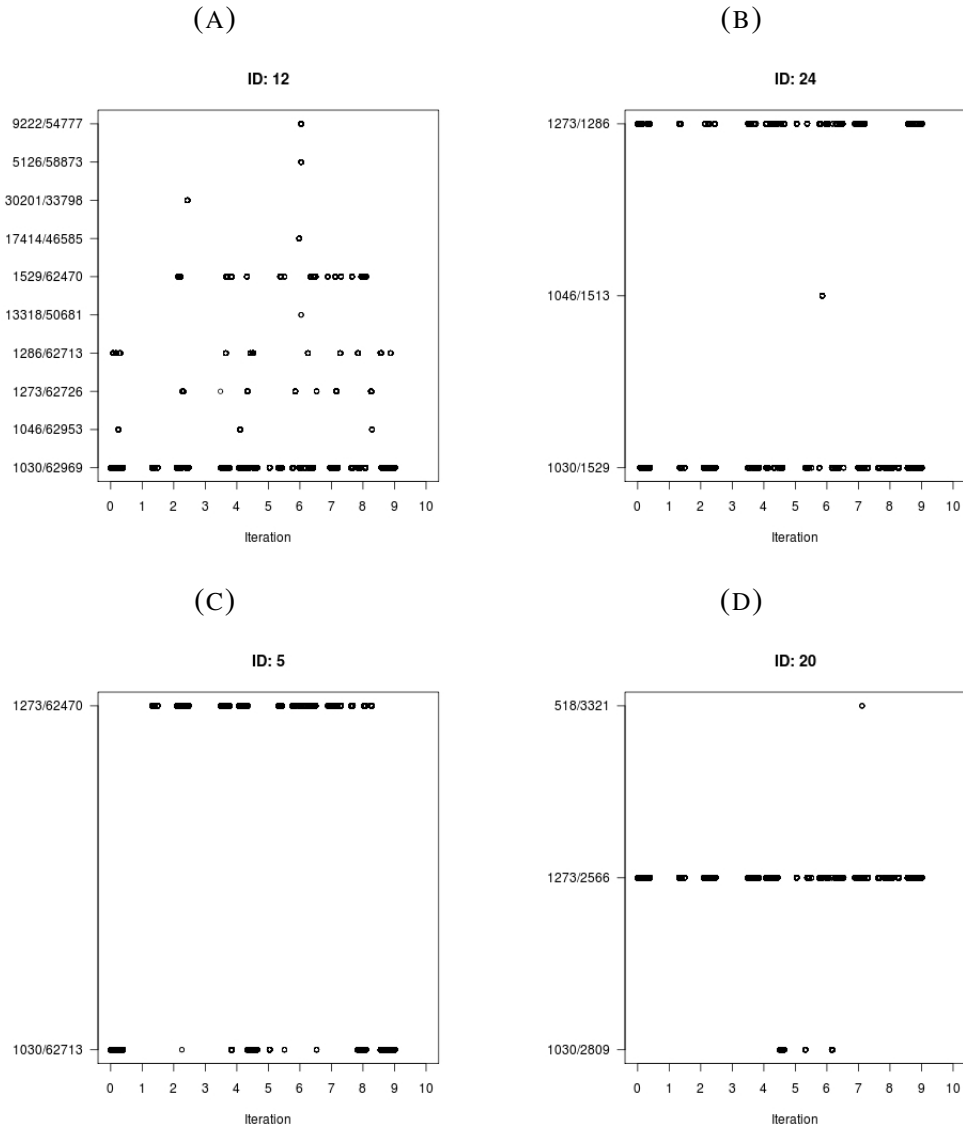 (A)
ID: 12
9222/54777
5126/58873
30201/33798
17414/46585
1529/62470
13318/50681
1286/62713
1273/62726
1046/62953
1030/62969
0 1 2 3 4 5 6 7 8 9 10
Iteration
(B)
ID: 24
1273/1286
1046/1513
1030/1529
0 1 2 3 4 5 6 7 8 9 10
Iteration
(C)
ID: 5
1273/62470
1030/62713
0 1 2 3 4 5 6 7 8 9 10
Iteration
(D)
ID: 20
518/3321
1273/2566
1030/2809
0 1 2 3 4 5 6 7 8 9 10
Iteration